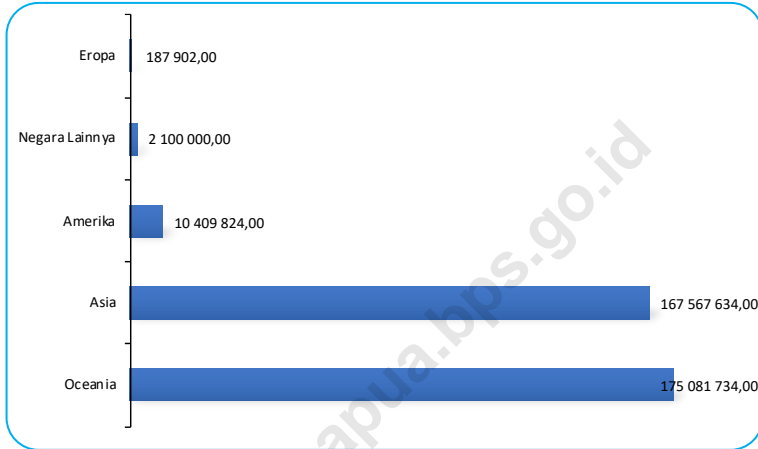 Eropa 187 902,00
Negara Lainnya 2 100 000,00
Amerika 10 409 824,00
Asia 167 567 634,00
Oceania 175 081 734,00
apua.bps.go.id